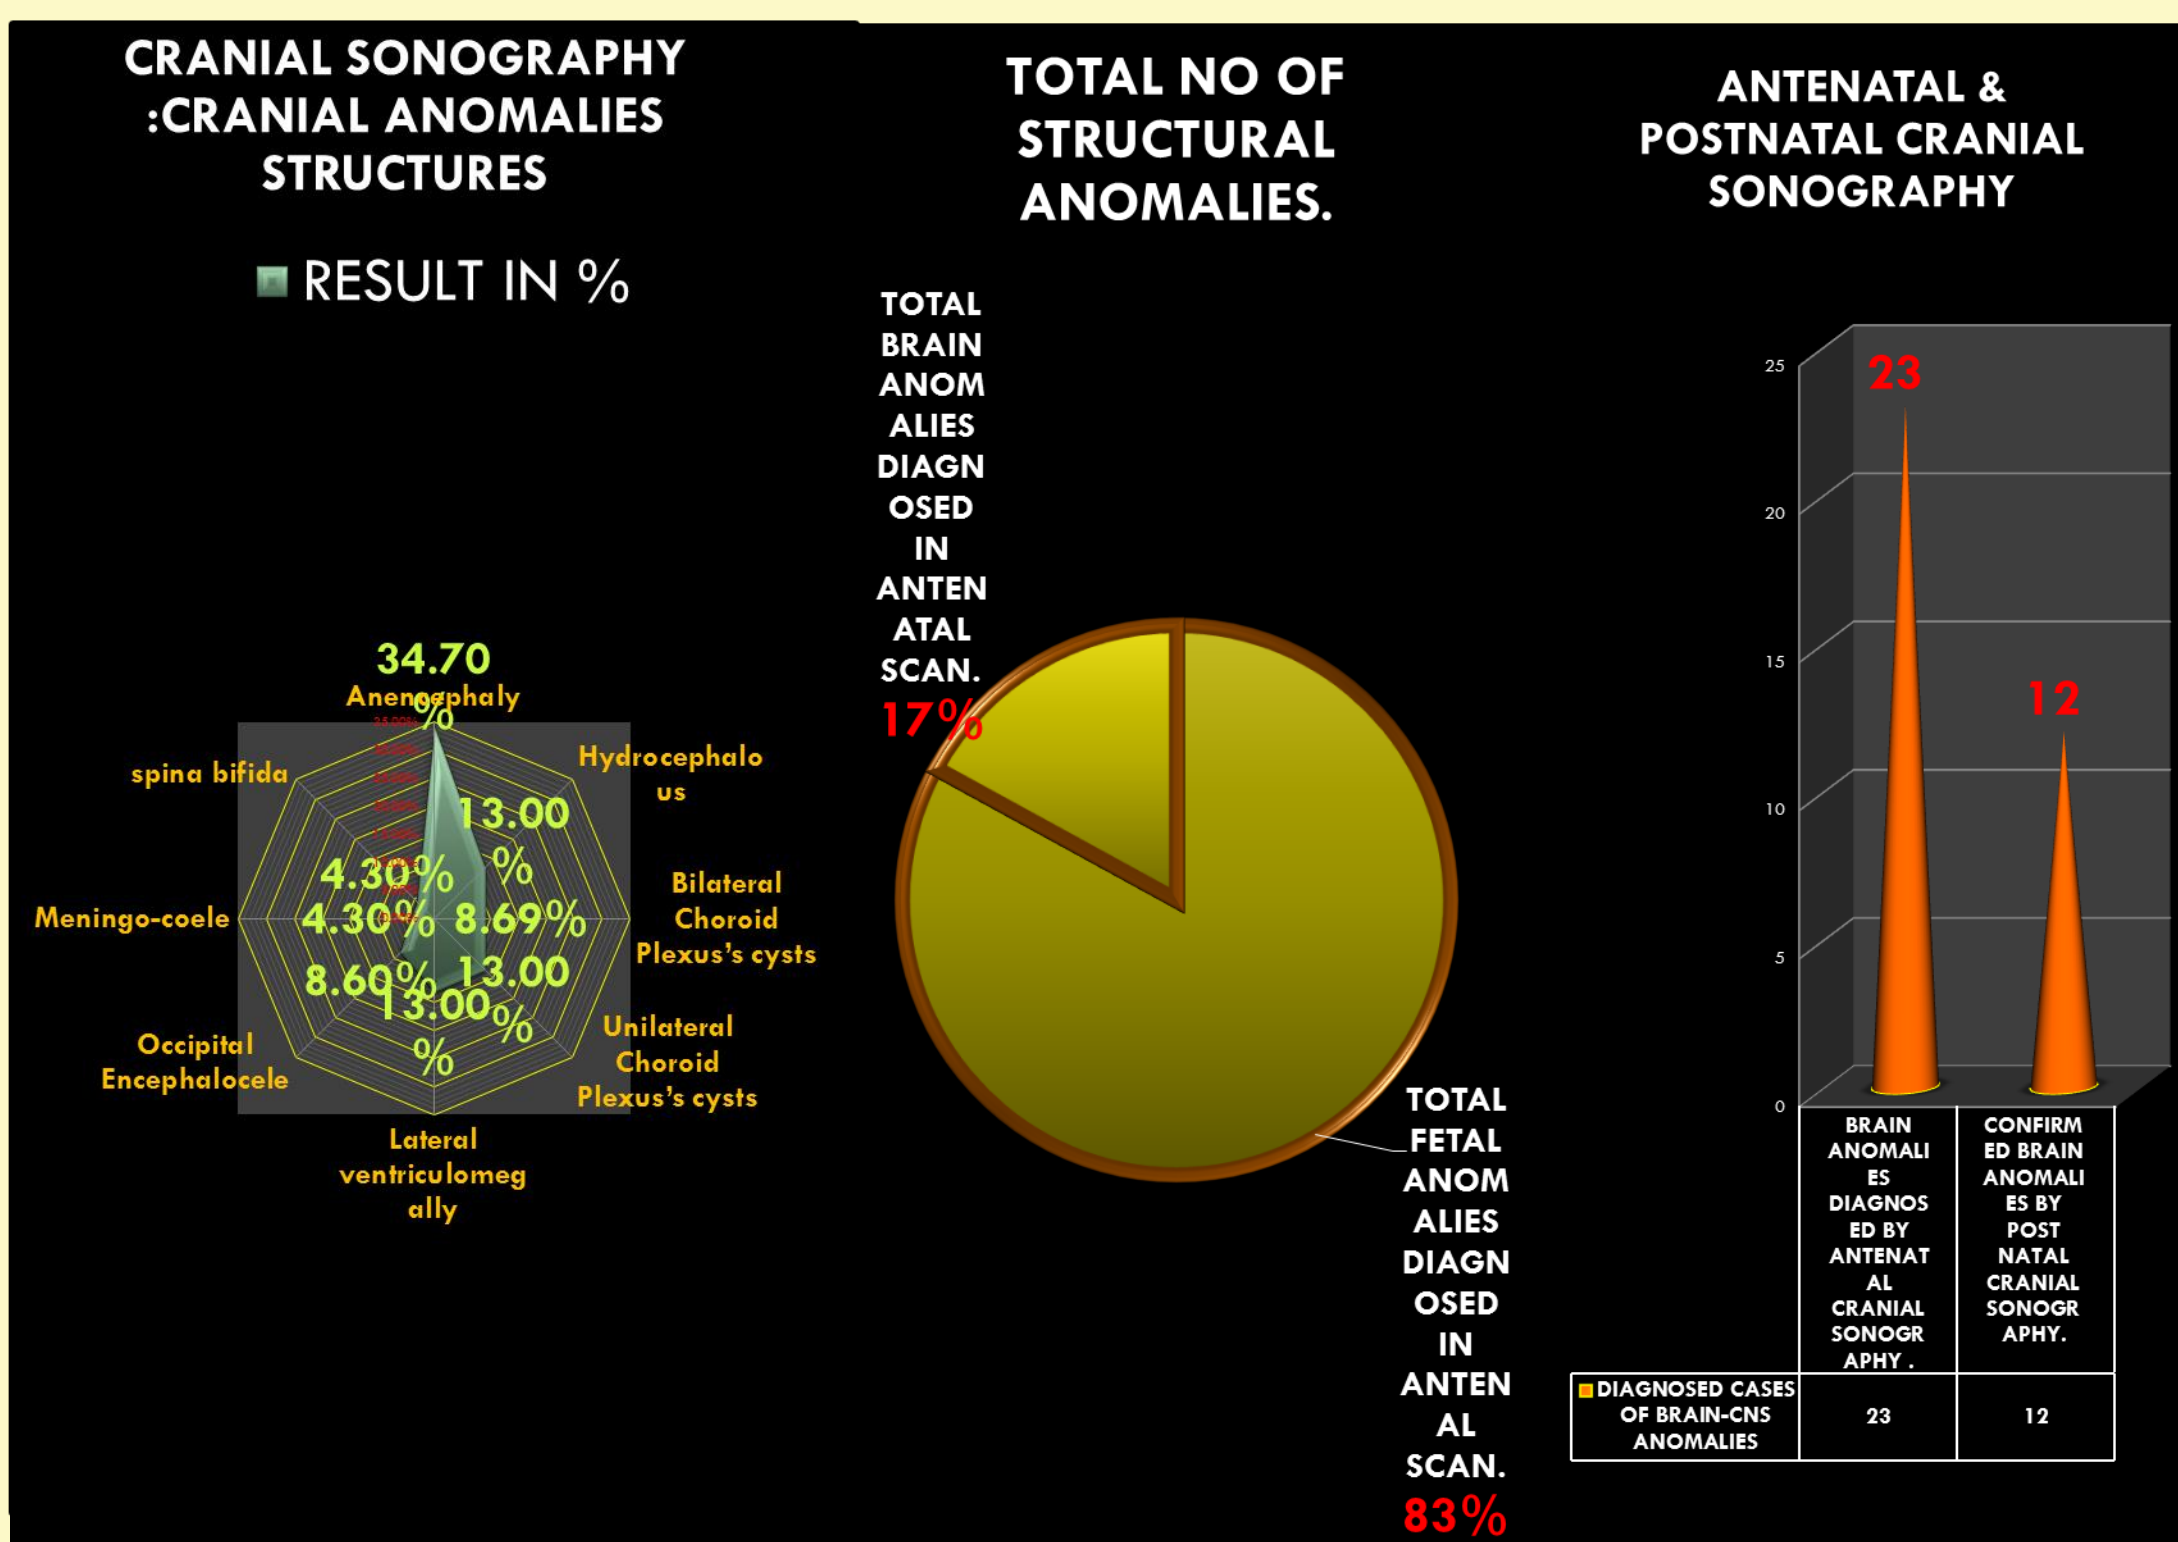 CRANIAL SONOGRAPHY
:CRANIAL ANOMALIES
STRUCTURES
RESULT IN %
34.70
%
Anencephaly
35.00%
Hydrocephalo
us
13.00
%
Bilateral
Choroid
Plexus's cysts
8.69%
Unilateral
Choroid
Plexus's cysts
13.00
%
Lateral
ventriculomeg
ally
13.00
%
Occipital
Encephalocele
8.60%
Meningo-coele
4.30%
spina bifida
4.30%
TOTAL NO OF
STRUCTURAL
ANOMALIES.
TOTAL
BRAIN
ANOM
ALIES
DIAGN
OSED
IN
ANTEN
ATAL
SCAN.
17%
TOTAL
FETAL
ANOM
ALIES
DIAGN
OSED
IN
ANTEN
AL
SCAN.
83%
ANTENATAL &
POSTNATAL CRANIAL
SONOGRAPHY
25
20
15
10
5
0
23
12
BRAIN
ANOMALI
ES
DIAGNOS
ED BY
ANTENAT
AL
CRANIAL
SONOGR
APHY .
CONFIRM
ED BRAIN
ANOMALI
ES BY
POST
NATAL
CRANIAL
SONOGR
APHY.
DIAGNOSED CASES
OF BRAIN-CNS
ANOMALIES
23
12